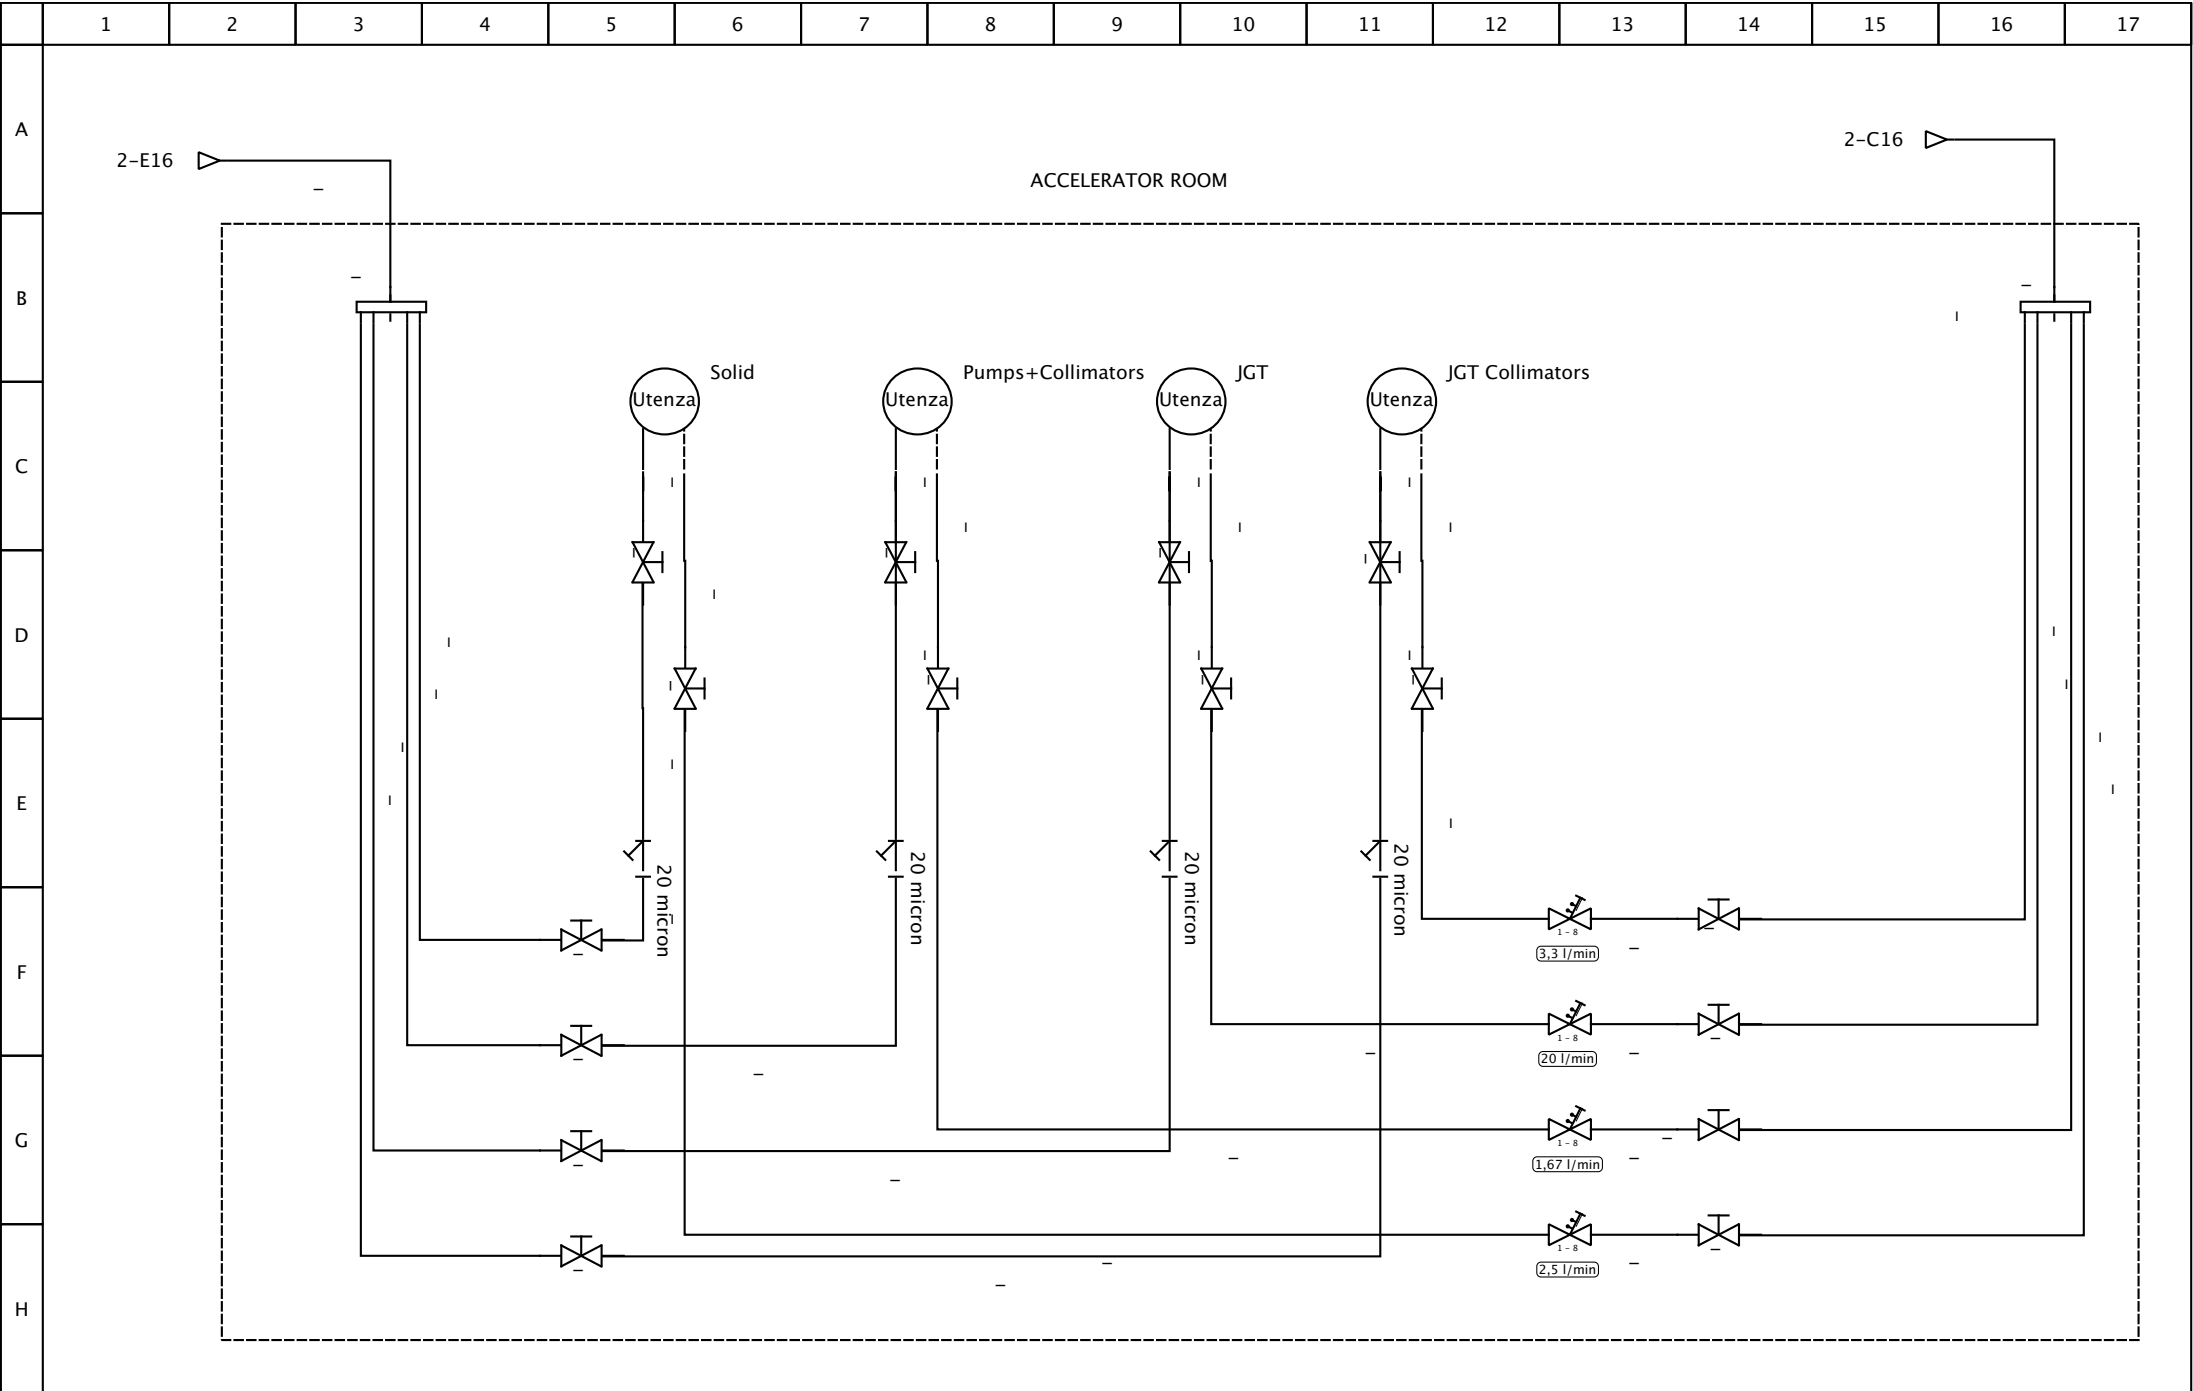 1 2 3 4 5 6 7 8 9 10 11 12 13 14 15 16 17
A
2-C16
2-E16
ACCELERATOR ROOM
B
Solid
Pumps+Collimators
JGT
JGT Collimators
Utenza
Utenza
Utenza
Utenza
C
D
E
20 micron
20 micron
20 micron
20 micron
1 - 8
3,3 l/min
F
1 - 8
20 l/min
G
1 - 8
1,67 l/min
1 - 8
2,5 l/min
H